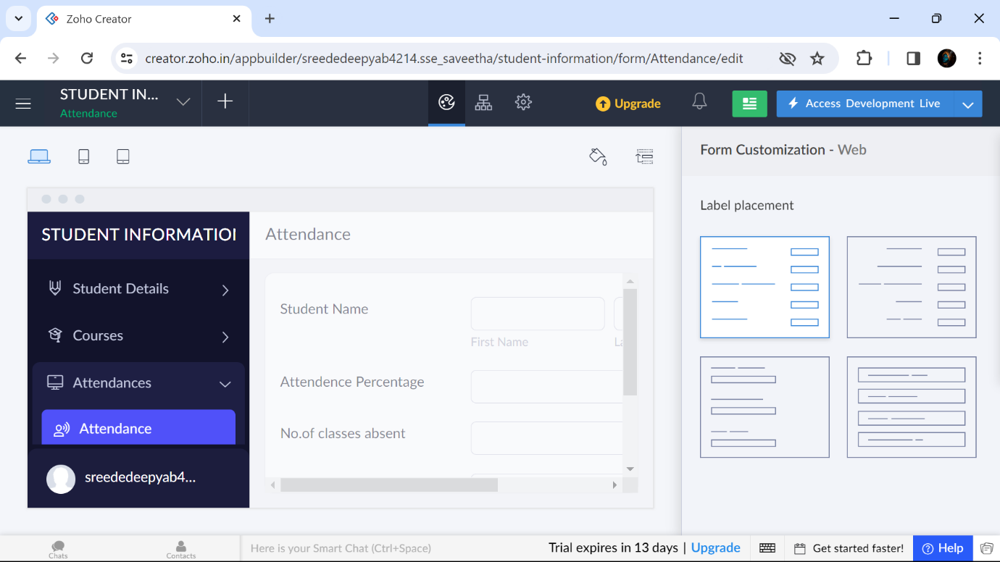 Zoho Creator
creator.zoho.in/appbuilder/sreededeepyab4214.sse_saveetha/student-information/form/Attendance/edit
STUDENT IN...
Attendance
Upgrade
Access Development Live
Form Customization - Web
Label placement
STUDENT INFORMATION
Attendance
Student Details
Courses
Attendances
Attendance
sreededeepyab4...
Student Name
First Name
La
Attendence Percentage
No.of classes absent
Chats
Contacts
Here is your Smart Chat (Ctrl+Space)
Trial expires in 13 days | Upgrade
Get started faster!
Help